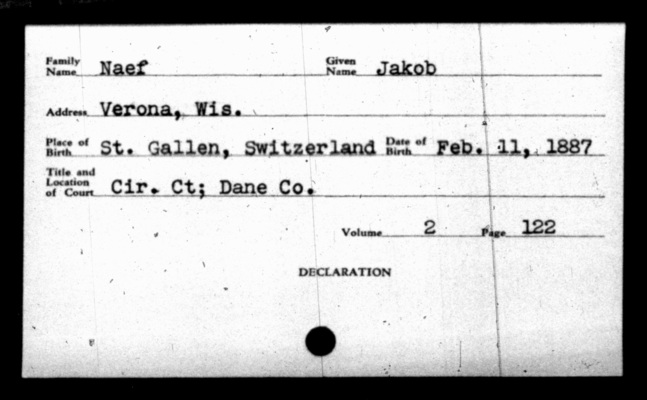 Family Name Naef Given Name Jakob
Address Verona, Wis.
Place of Birth St. Gallen, Switzerland Date of Birth Feb. 11, 1887
Title and Location of Court Cir. Ct; Dane Co.
Volume 2 Page 122
DECLARATION